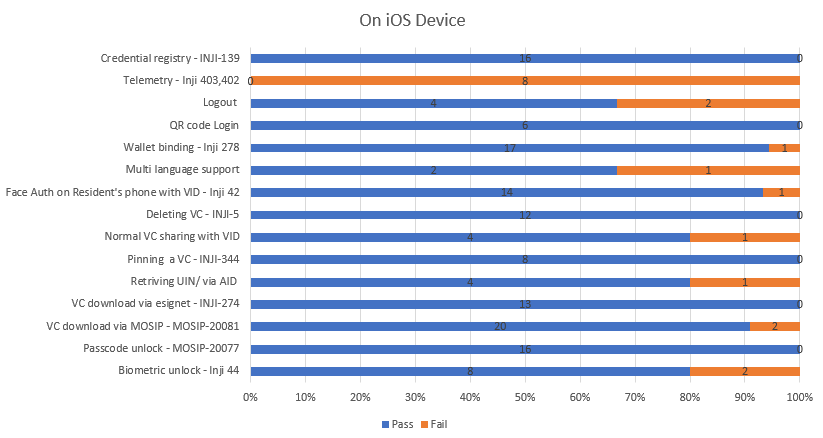 On iOS Device
Credential registry - INJI-139 16 0
Telemetry - Inji 403,402 0 8
Logout 4 2
QR code Login 6 0
Wallet binding - Inji 278 17 1
Multi language support 2 1
Face Auth on Resident's phone with VID - Inji 42 14 1
Deleting VC - INJI-5 12 0
Normal VC sharing with VID 4 1
Pinning a VC - INJI-344 8 0
Retriving UIN/ via AID 4 1
VC download via esignet - INJI-274 13 0
VC download via MOSIP - MOSIP-20081 20 2
Passcode unlock - MOSIP-20077 16 0
Biometric unlock - Inji 44 8 2
0% 10% 20% 30% 40% 50% 60% 70% 80% 90% 100%
Pass Fail